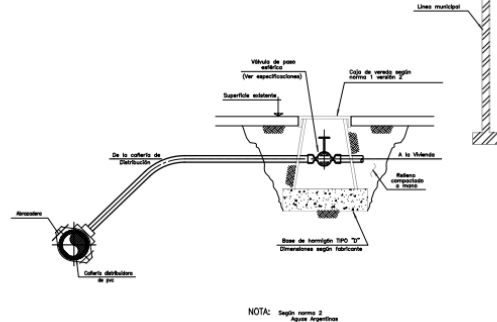 Línea municipal
Válvula de paso
esférica
(Ver especificaciones)
Caja de vereda según
norma 1 versión 2
Superficie existente
De la cañería de
Distribución
A la Vivienda
Relleno
compactado
a mano
Abrazadera
Base de hormigón TIPO "D"
Dimensiones según fabricante
Cañería distribuidora
de pvc
NOTA: Según norma 2
Aguas Argentinas